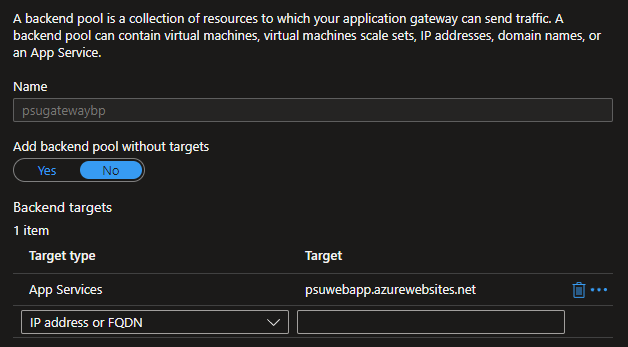 A backend pool is a collection of resources to which your application gateway can send traffic. A
backend pool can contain virtual machines, virtual machines scale sets, IP addresses, domain names, or
an App Service.
Name
psugatewaybp
Add backend pool without targets
Yes No
Backend targets
1 item
Target type Target
App Services psuwebapp.azurewebsites.net
IP address or FQDN